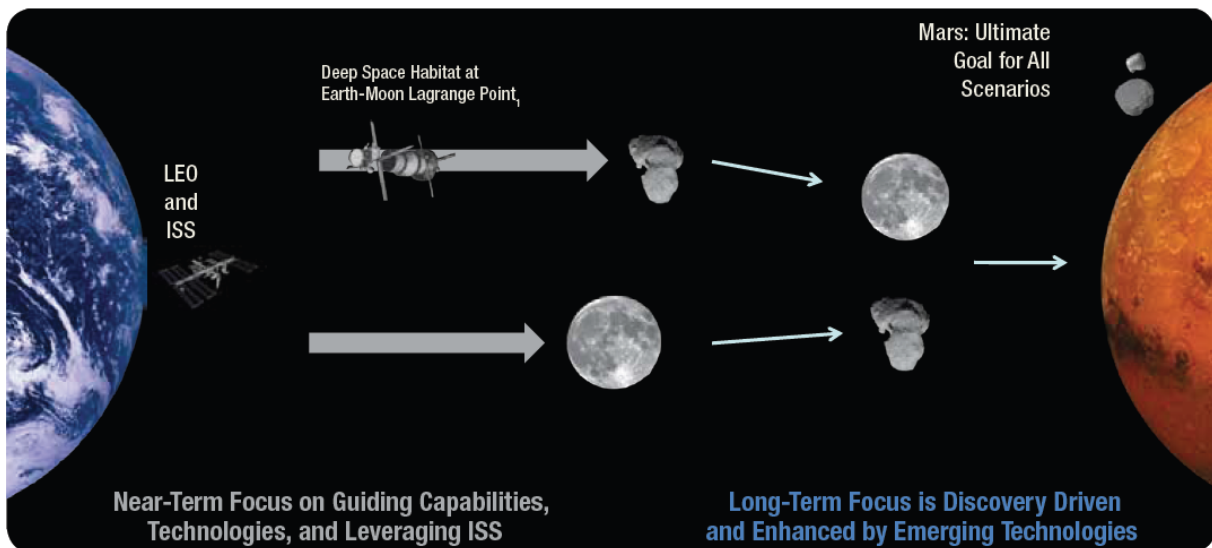 Mars: Ultimate
Goal for All
Scenarios
Deep Space Habitat at
Earth-Moon Lagrange Point1
LEO
and
ISS
Near-Term Focus on Guiding Capabilities,
Technologies, and Leveraging ISS
Long-Term Focus is Discovery Driven
and Enhanced by Emerging Technologies